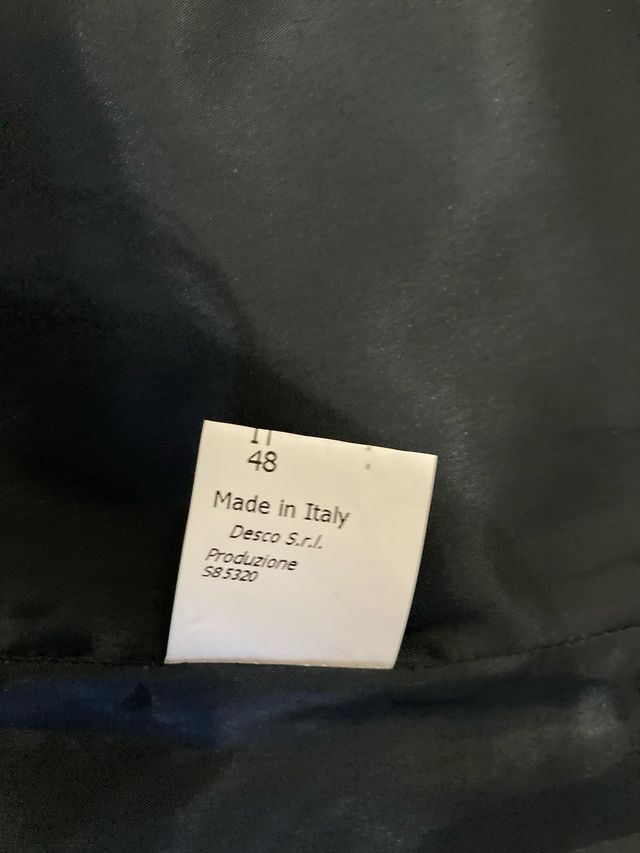 IT
48
Made in Italy
Desco S.r.l.
Produzione
S85320